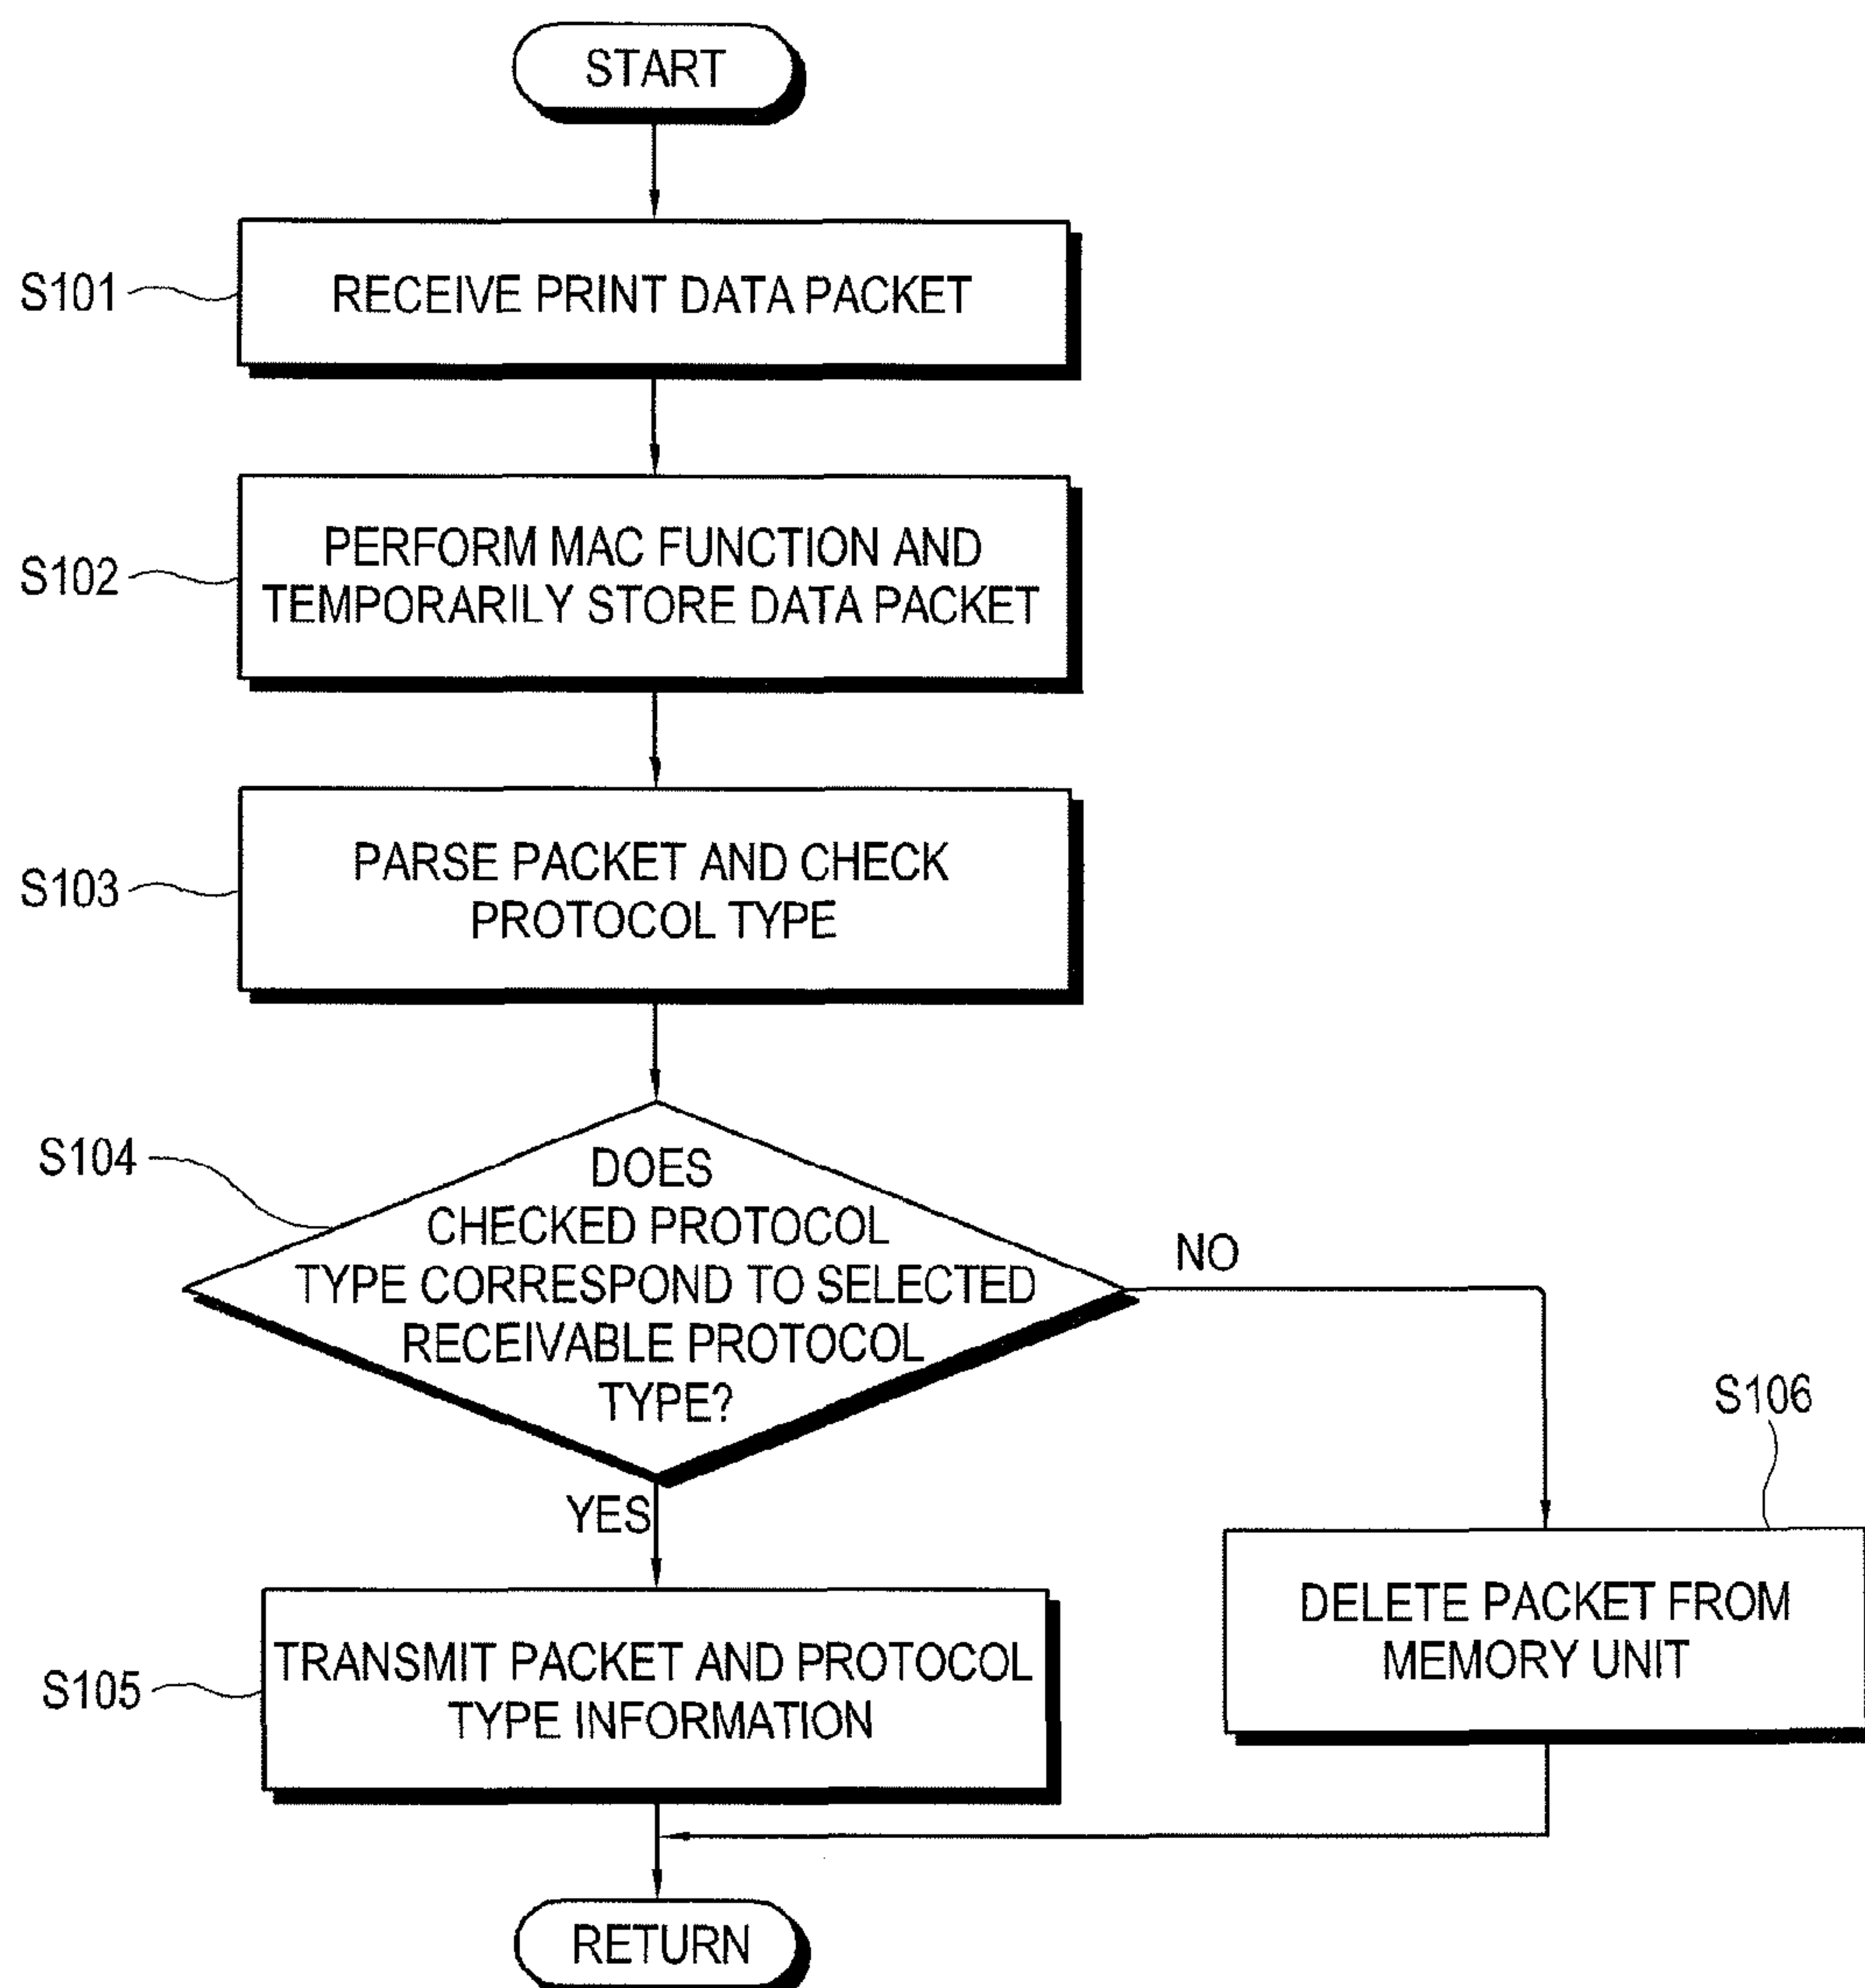 START
S101
RECEIVE PRINT DATA PACKET
S102
PERFORM MAC FUNCTION AND
TEMPORARILY STORE DATA PACKET
S103
PARSE PACKET AND CHECK
PROTOCOL TYPE
S104
DOES
CHECKED PROTOCOL
TYPE CORRESPOND TO SELECTED
RECEIVABLE PROTOCOL
TYPE?
NO
YES
S106
DELETE PACKET FROM
MEMORY UNIT
S105
TRANSMIT PACKET AND PROTOCOL
TYPE INFORMATION
RETURN